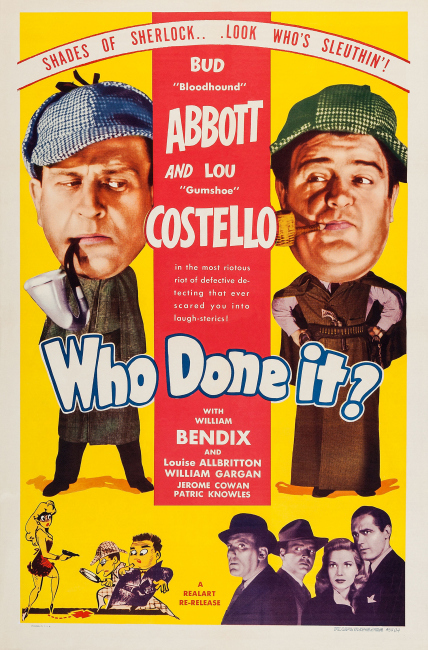 SHADES OF SHERLOCK.. ..LOOK WHO'S SLEUTHIN'!
BUD
"Bloodhound"
ABBOTT
AND LOU
"Gumshoe"
COSTELLO
in the most riotous
riot of defective de-
tecting that ever
scared you into
laugh-sterics!
Who Done it?
WITH
WILLIAM
BENDIX
AND
Louise ALLBRITTON
WILLIAM GARGAN
JEROME COWAN
PATRIC KNOWLES
A
REALART
RE-RELEASE